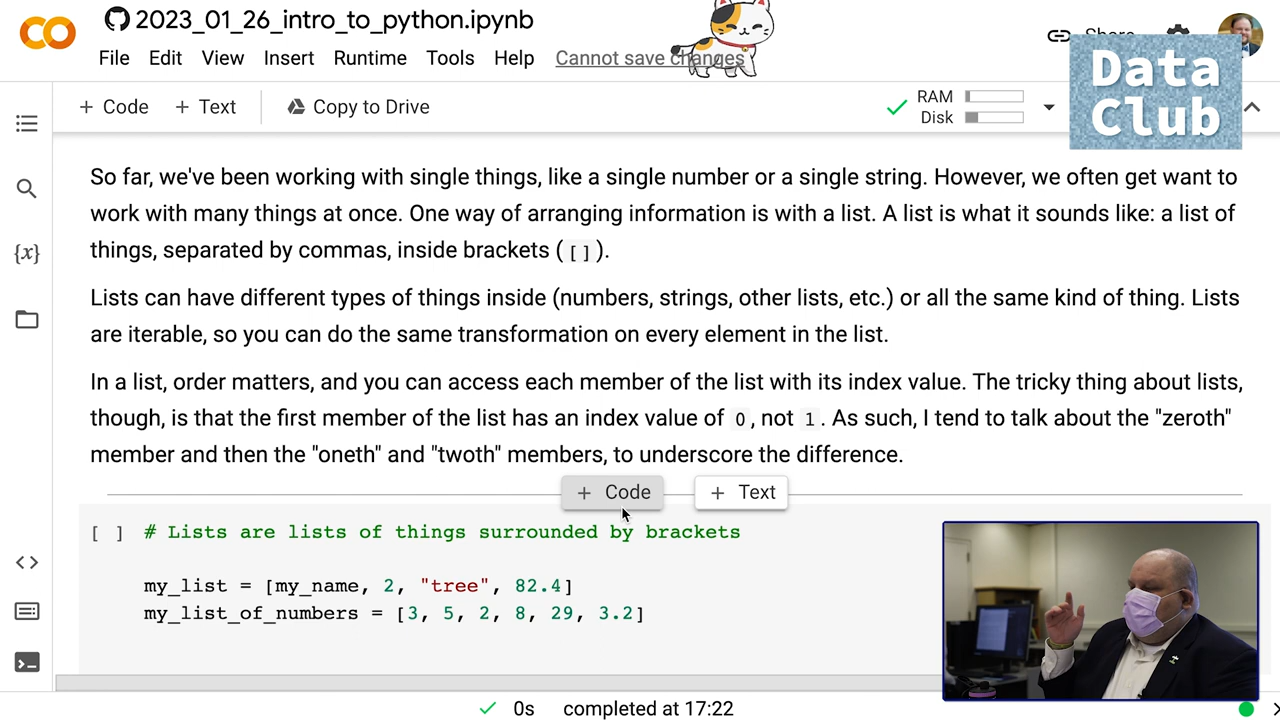 2023_01_26_intro_to_python.ipynb
File Edit View Insert Runtime Tools Help Cannot save changes
Share
Data
Club
+ Code + Text Copy to Drive
RAM
Disk
{x}
So far, we've been working with single things, like a single number or a single string. However, we often get want to
work with many things at once. One way of arranging information is with a list. A list is what it sounds like: a list of
things, separated by commas, inside brackets ( [] ).
Lists can have different types of things inside (numbers, strings, other lists, etc.) or all the same kind of thing. Lists
are iterable, so you can do the same transformation on every element in the list.
In a list, order matters, and you can access each member of the list with its index value. The tricky thing about lists,
though, is that the first member of the list has an index value of 0, not 1. As such, I tend to talk about the "zeroth"
member and then the "oneth" and "twoth" members, to underscore the difference.
+ Code + Text
[ ] # Lists are lists of things surrounded by brackets
my_list = [my_name, 2, "tree", 82.4]
my_list_of_numbers = [3, 5, 2, 8, 29, 3.2]
0s completed at 17:22